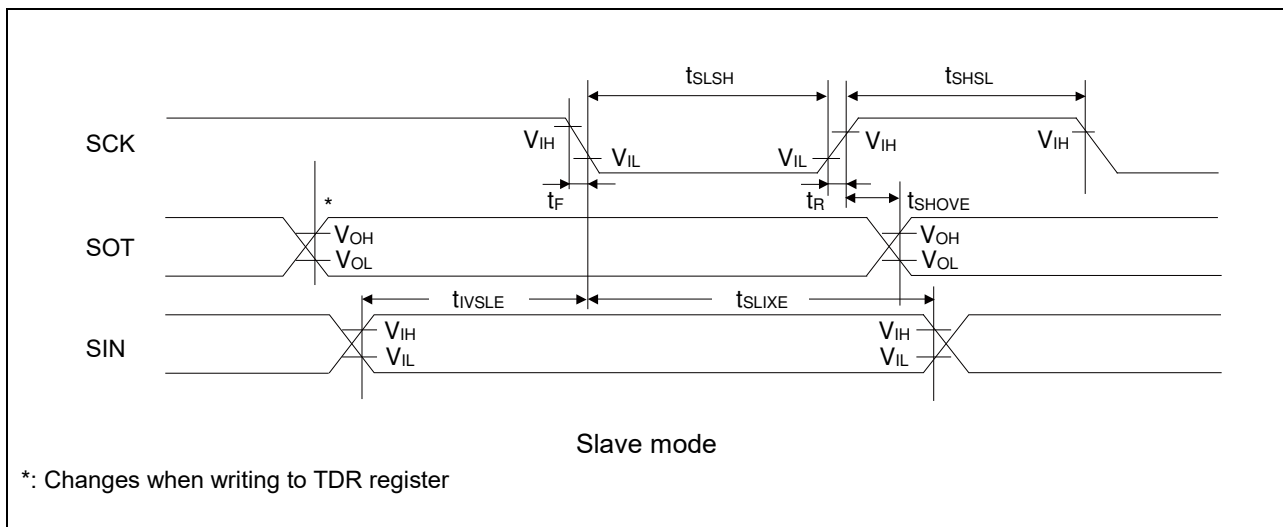 tSLSH tSHSL
SCK VIH VIL VIL VIH VIH
tF tR tSHOVE
*
SOT VOH VOH
VOL VOL
tIVSLE tSLIXE
SIN VIH VIH
VIL VIL
Slave mode
*: Changes when writing to TDR register